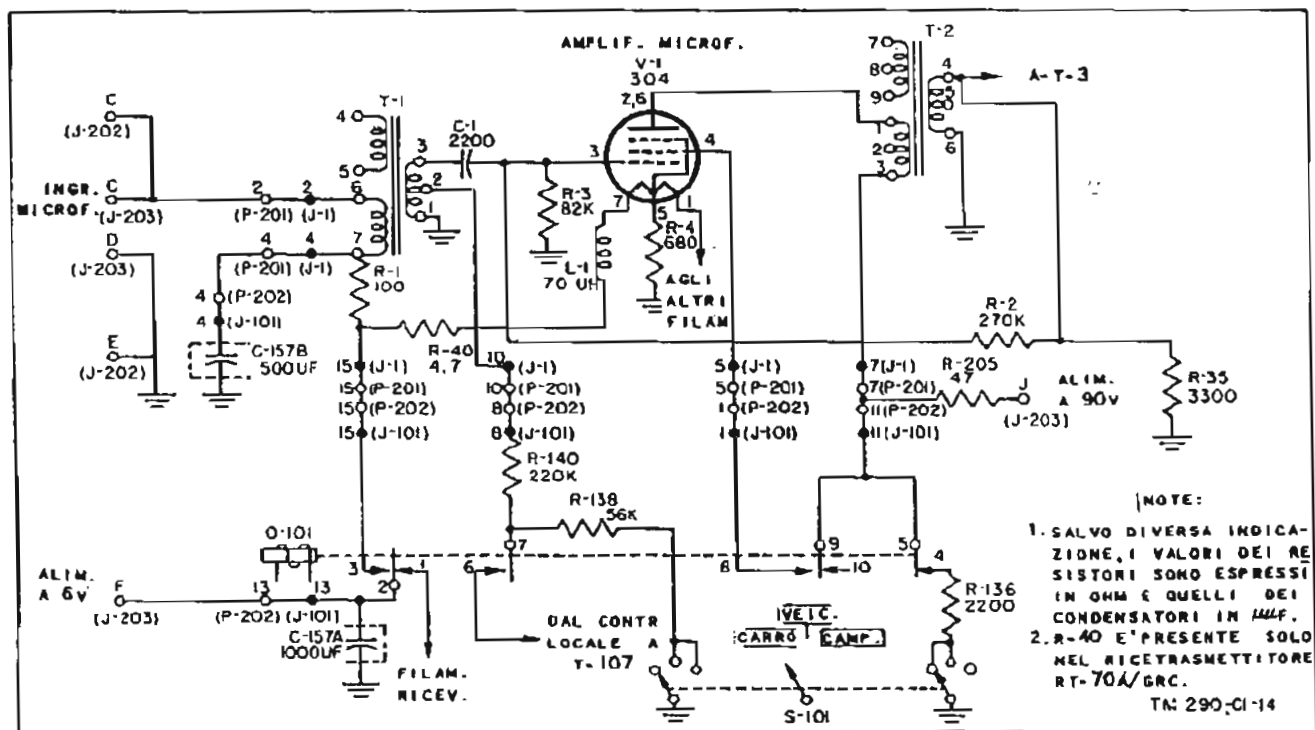 AMPLIF. MICROF.
V-1
3O4
2,6
3
4
7
5
1
T-2
7
8
9
1
2
3
4
5
6
A-T-3
C
(J-202)
INGR.
MICROF.
C
(J-203)
D
(J-203)
E
(J-202)
2
(P-201)
2
(J-1)
6
4
(P-201)
4
(J-1)
7
T-1
4
5
3
2
1
C-1
2200
R-3
82K
R-4
680
L-1
70 UH
AGLI
ALTRI
FILAM
R-1
100
4 (P-202)
4 (J-101)
C-157B
500UF
R-40
4,7
R-2
270K
R-205
47
J
(J-203)
ALIM.
A 90V
R-35
3300
15 (J-1)
15 (P-201)
15 (P-202)
15 (J-101)
10 (J-1)
10 (P-201)
8 (P-202)
8 (J-101)
5 (J-1)
5 (P-201)
1 (P-202)
1 (J-101)
7 (J-1)
7 (P-201)
11 (P-202)
11 (J-101)
R-140
220K
R-138
56K
O-101
3
1
2
6
7
8
9
10
5
4
R-136
2200
ALIM.
A 6V
F
(J-203)
13
(P-202)
13
(J-101)
C-157A
1000UF
FILAM.
RICEV.
DAL CONTR
LOCALE A
T-107
VEIC.
CARRO
CAMP.
S-101
NOTE:
1. SALVO DIVERSA INDICA-
ZIONE, I VALORI DEI RE
SISTORI SONO ESPRESSI
IN OHM E QUELLI DEI
CONDENSATORI IN µµF.
2. R-40 E' PRESENTE SOLO
NEL RICETRASMETTITORE
RT-70A/GRC.
TM 290-C1-14